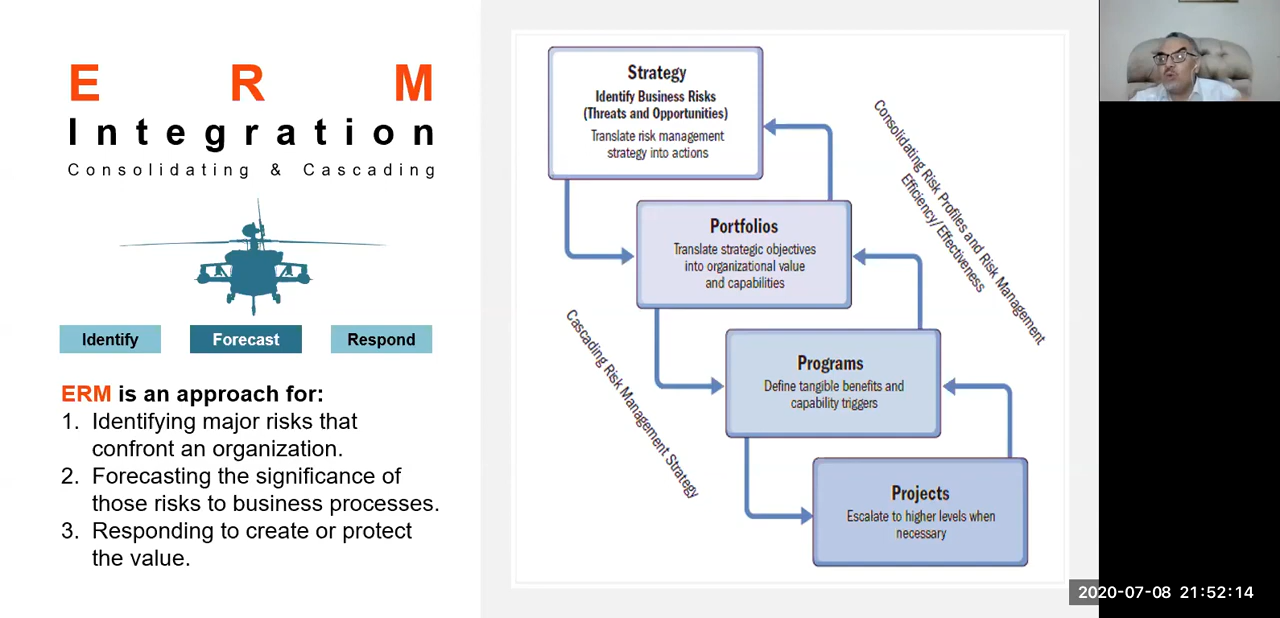 E R M
Integration
Consolidating & Cascading
Identify
Forecast
Respond
ERM is an approach for:
1. Identifying major risks that
confront an organization.
2. Forecasting the significance of
those risks to business processes.
3. Responding to create or protect
the value.
Strategy
Identify Business Risks
(Threats and Opportunities)
Translate risk management
strategy into actions
Portfolios
Translate strategic objectives
into organizational value
and capabilities
Programs
Define tangible benefits and
capability triggers
Projects
Escalate to higher levels when
necessary
Cascading Risk Management Strategy
Consolidating Risk Profiles and Risk Management
Efficiency/Effectiveness
2020-07-08 21:52:14